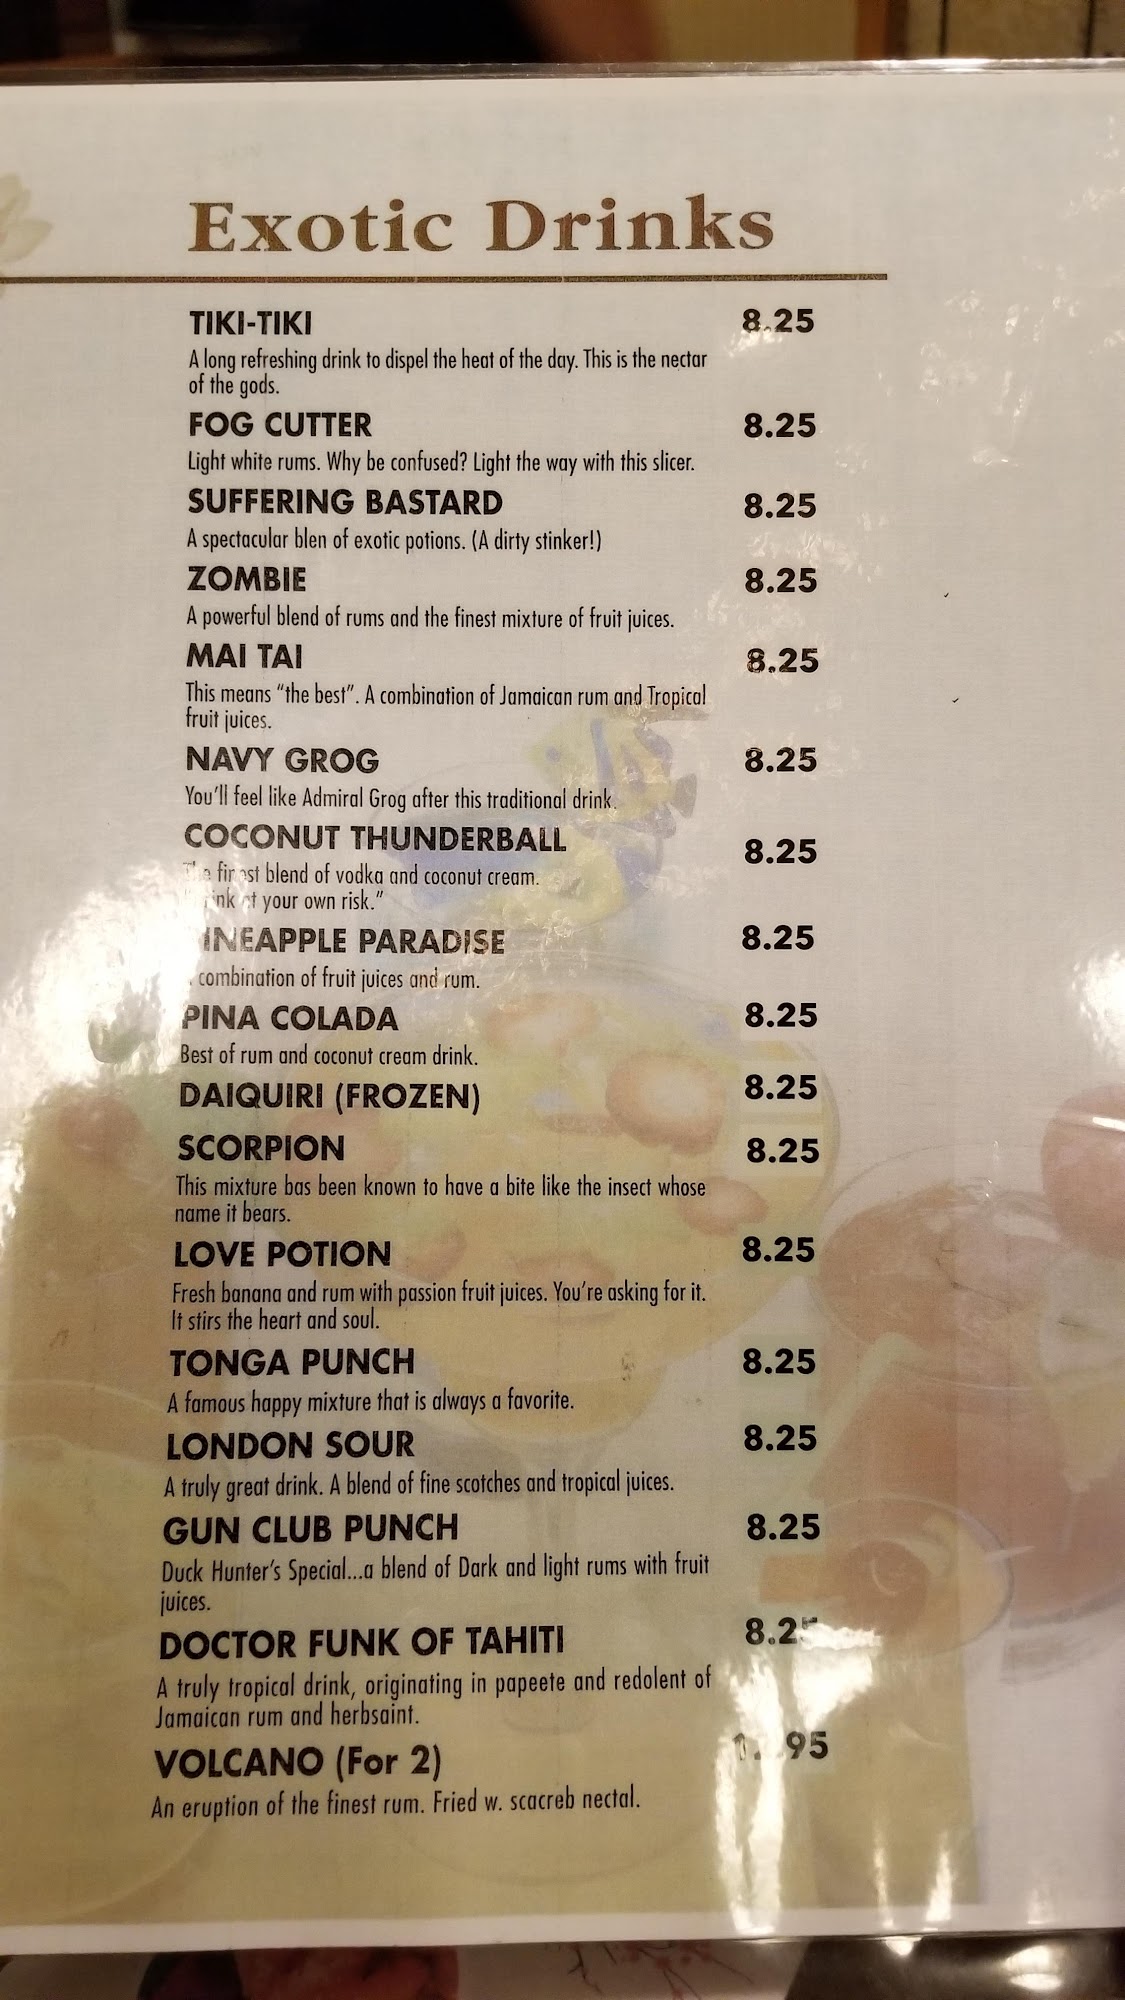 Exotic Drinks
TIKI-TIKI 8.25
A long refreshing drink to dispel the heat of the day. This is the nectar
of the gods.
FOG CUTTER 8.25
Light white rums. Why be confused? Light the way with this slicer.
SUFFERING BASTARD 8.25
A spectacular blen of exotic potions. (A dirty stinker!)
ZOMBIE 8.25
A powerful blend of rums and the finest mixture of fruit juices.
MAI TAI 8.25
This means “the best”. A combination of Jamaican rum and Tropical
fruit juices.
NAVY GROG 8.25
You’ll feel like Admiral Grog after this traditional drink.
COCONUT THUNDERBALL 8.25
The finest blend of vodka and coconut cream.
at your own risk.”
PINEAPPLE PARADISE 8.25
combination of fruit juices and rum.
PINA COLADA 8.25
Best of rum and coconut cream drink.
DAIQUIRI (FROZEN) 8.25
SCORPION 8.25
This mixture bas been known to have a bite like the insect whose
name it bears.
LOVE POTION 8.25
Fresh banana and rum with passion fruit juices. You’re asking for it.
It stirs the heart and soul.
TONGA PUNCH 8.25
A famous happy mixture that is always a favorite.
LONDON SOUR 8.25
A truly great drink. A blend of fine scotches and tropical juices.
GUN CLUB PUNCH 8.25
Duck Hunter’s Special...a blend of Dark and light rums with fruit
juices.
DOCTOR FUNK OF TAHITI 8.25
A truly tropical drink, originating in papeete and redolent of
Jamaican rum and herbsaint.
VOLCANO (For 2)
An eruption of the finest rum. Fried w. scacreb nectal.